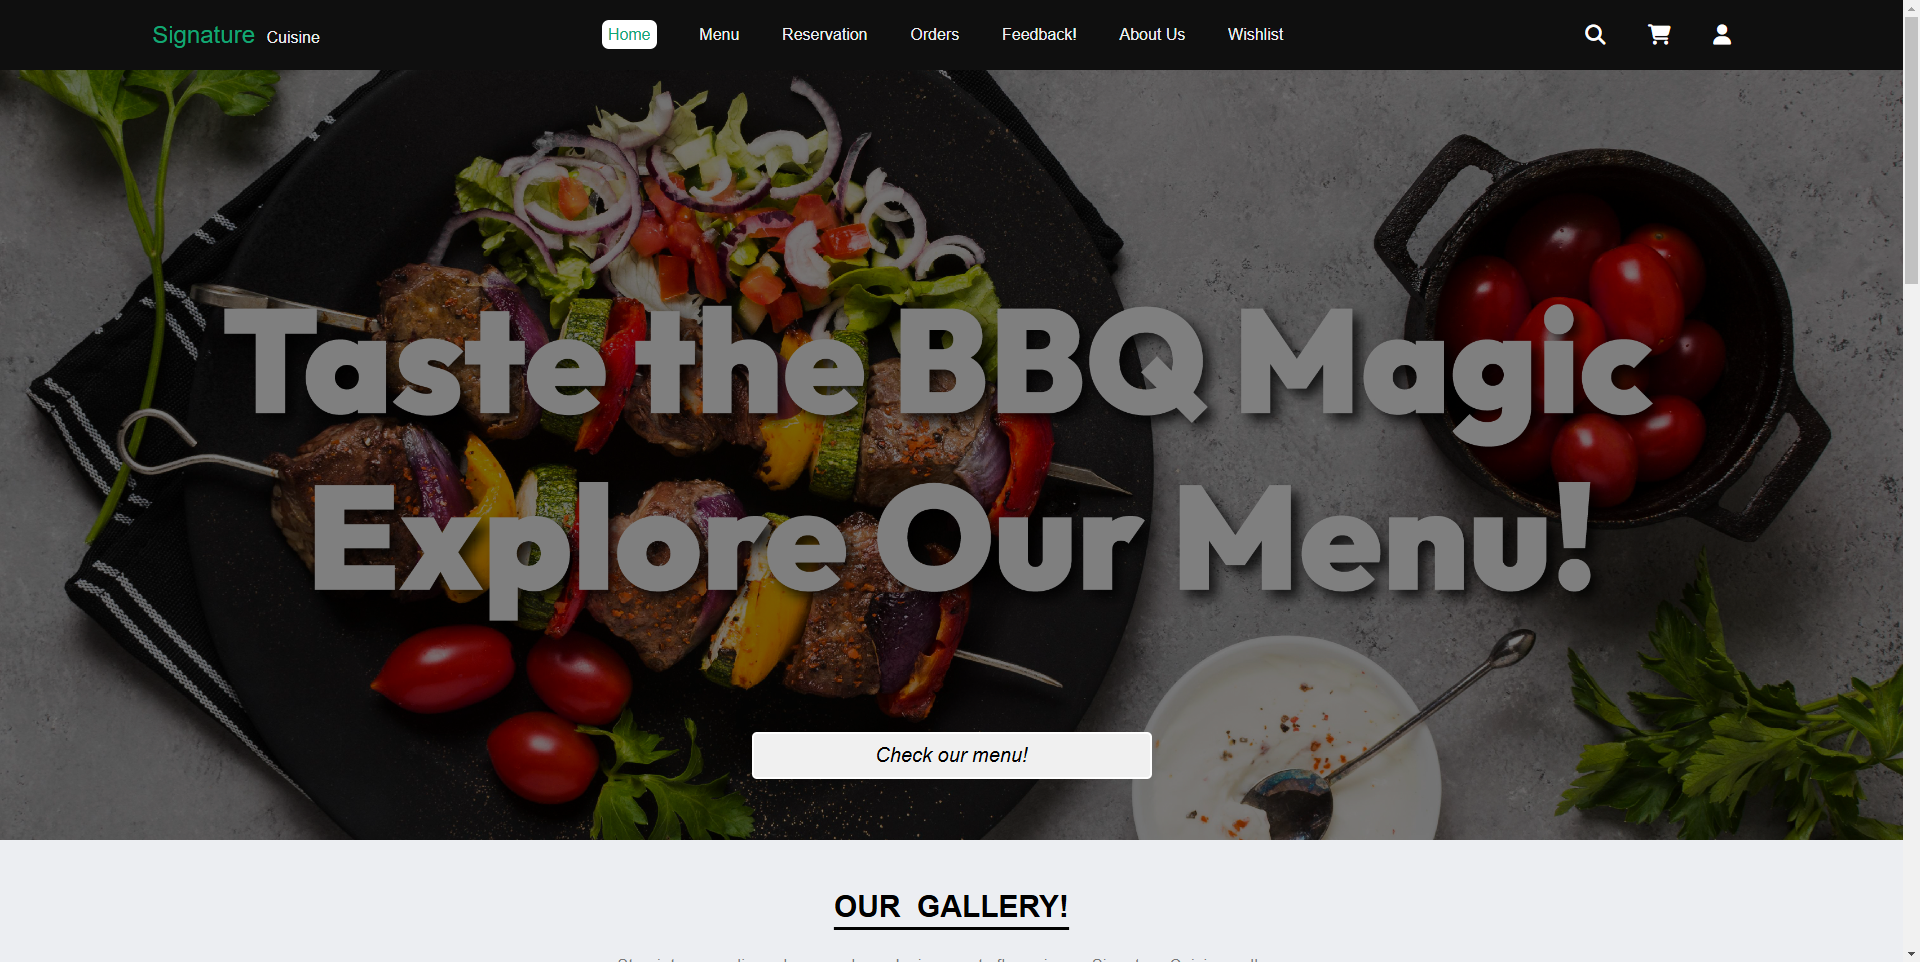 Signature Cuisine
Home Menu Reservation Orders Feedback! About Us Wishlist
Taste the BBQ Magic
Explore Our Menu!
Check our menu!
OUR GALLERY!